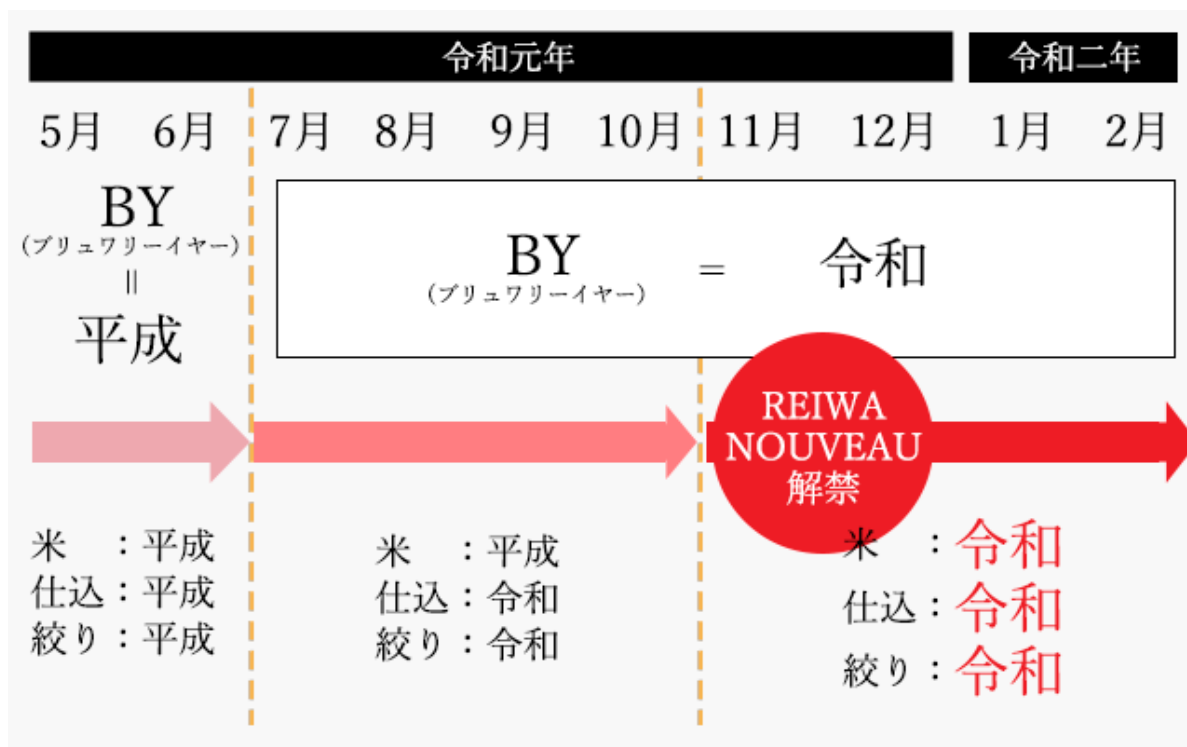 令和元年 令和二年
5月 6月 7月 8月 9月 10月 11月 12月 1月 2月
BY
(ブリュワリーイヤー)
=
平成
BY = 令和
(ブリュワリーイヤー)
REIWA
NOUVEAU
解禁
米 :平成
仕込:平成
絞り:平成
米 :平成
仕込:令和
絞り:令和
米 :令和
仕込:令和
絞り:令和